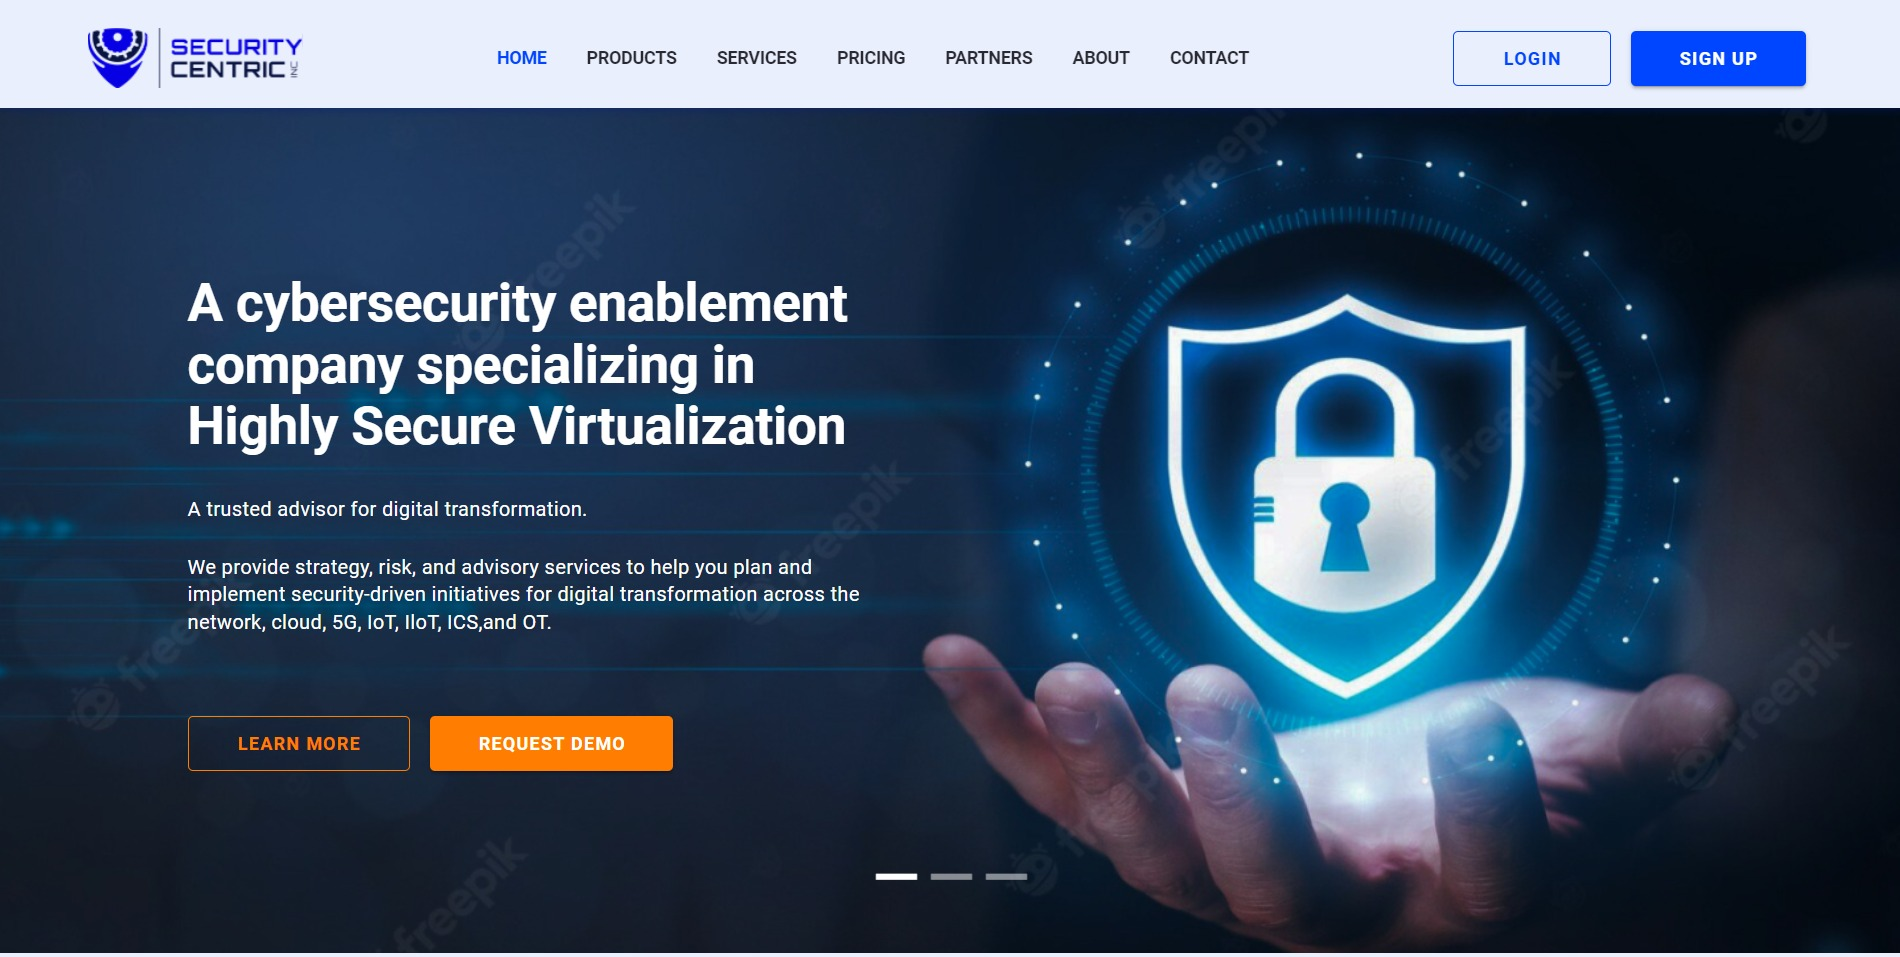 SECURITY
CENTRIC INC
HOME PRODUCTS SERVICES PRICING PARTNERS ABOUT CONTACT
LOGIN SIGN UP
A cybersecurity enablement
company specializing in
Highly Secure Virtualization
A trusted advisor for digital transformation.
We provide strategy, risk, and advisory services to help you plan and
implement security-driven initiatives for digital transformation across the
network, cloud, 5G, IoT, IIoT, ICS,and OT.
LEARN MORE REQUEST DEMO
freepik
freepik
freepik
freepik
freepik
freepik
freepik
freepik